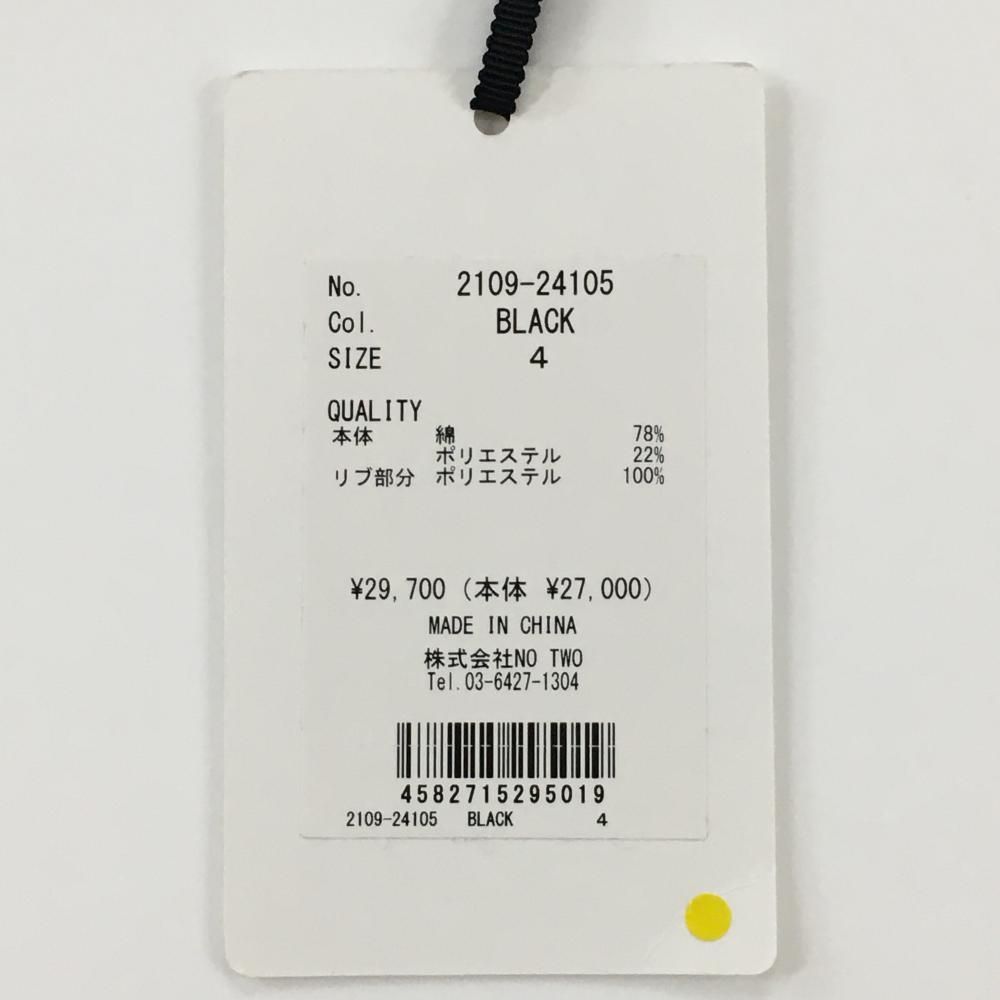 No. 2109-24105
Col. BLACK
SIZE 4
QUALITY
本体 綿 78%
ポリエステル 22%
リブ部分 ポリエステル 100%
¥29,700 (本体 ¥27,000)
MADE IN CHINA
株式会社NO TWO
Tel.03-6427-1304
4582715295019
2109-24105 BLACK 4